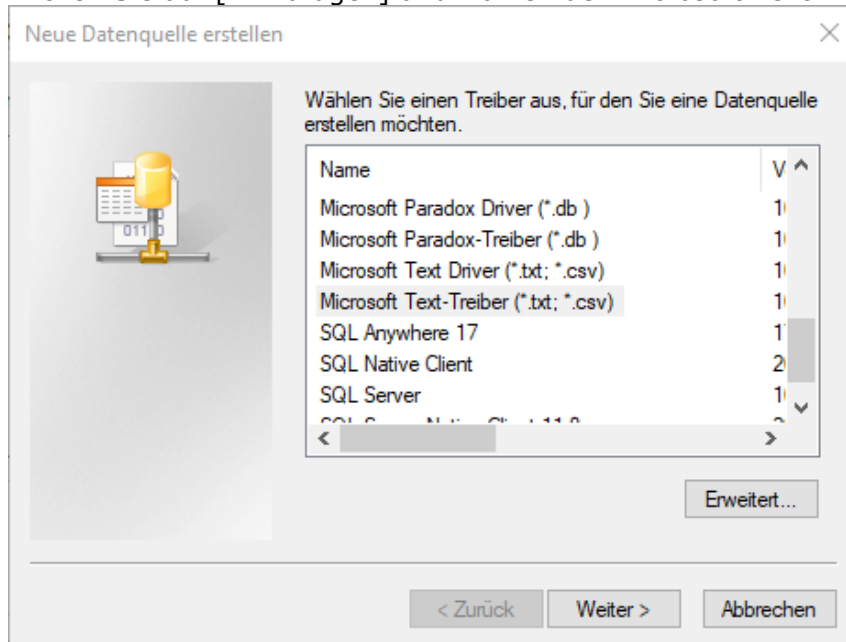 Neue Datenquelle erstellen
Wählen Sie einen Treiber aus, für den Sie eine Datenquelle
erstellen möchten.
Name
Microsoft Paradox Driver (*.db )
Microsoft Paradox-Treiber (*.db )
Microsoft Text Driver (*.txt; *.csv)
Microsoft Text-Treiber (*.txt; *.csv)
SQL Anywhere 17
SQL Native Client
SQL Server
Erweitert...
< Zurück Weiter > Abbrechen